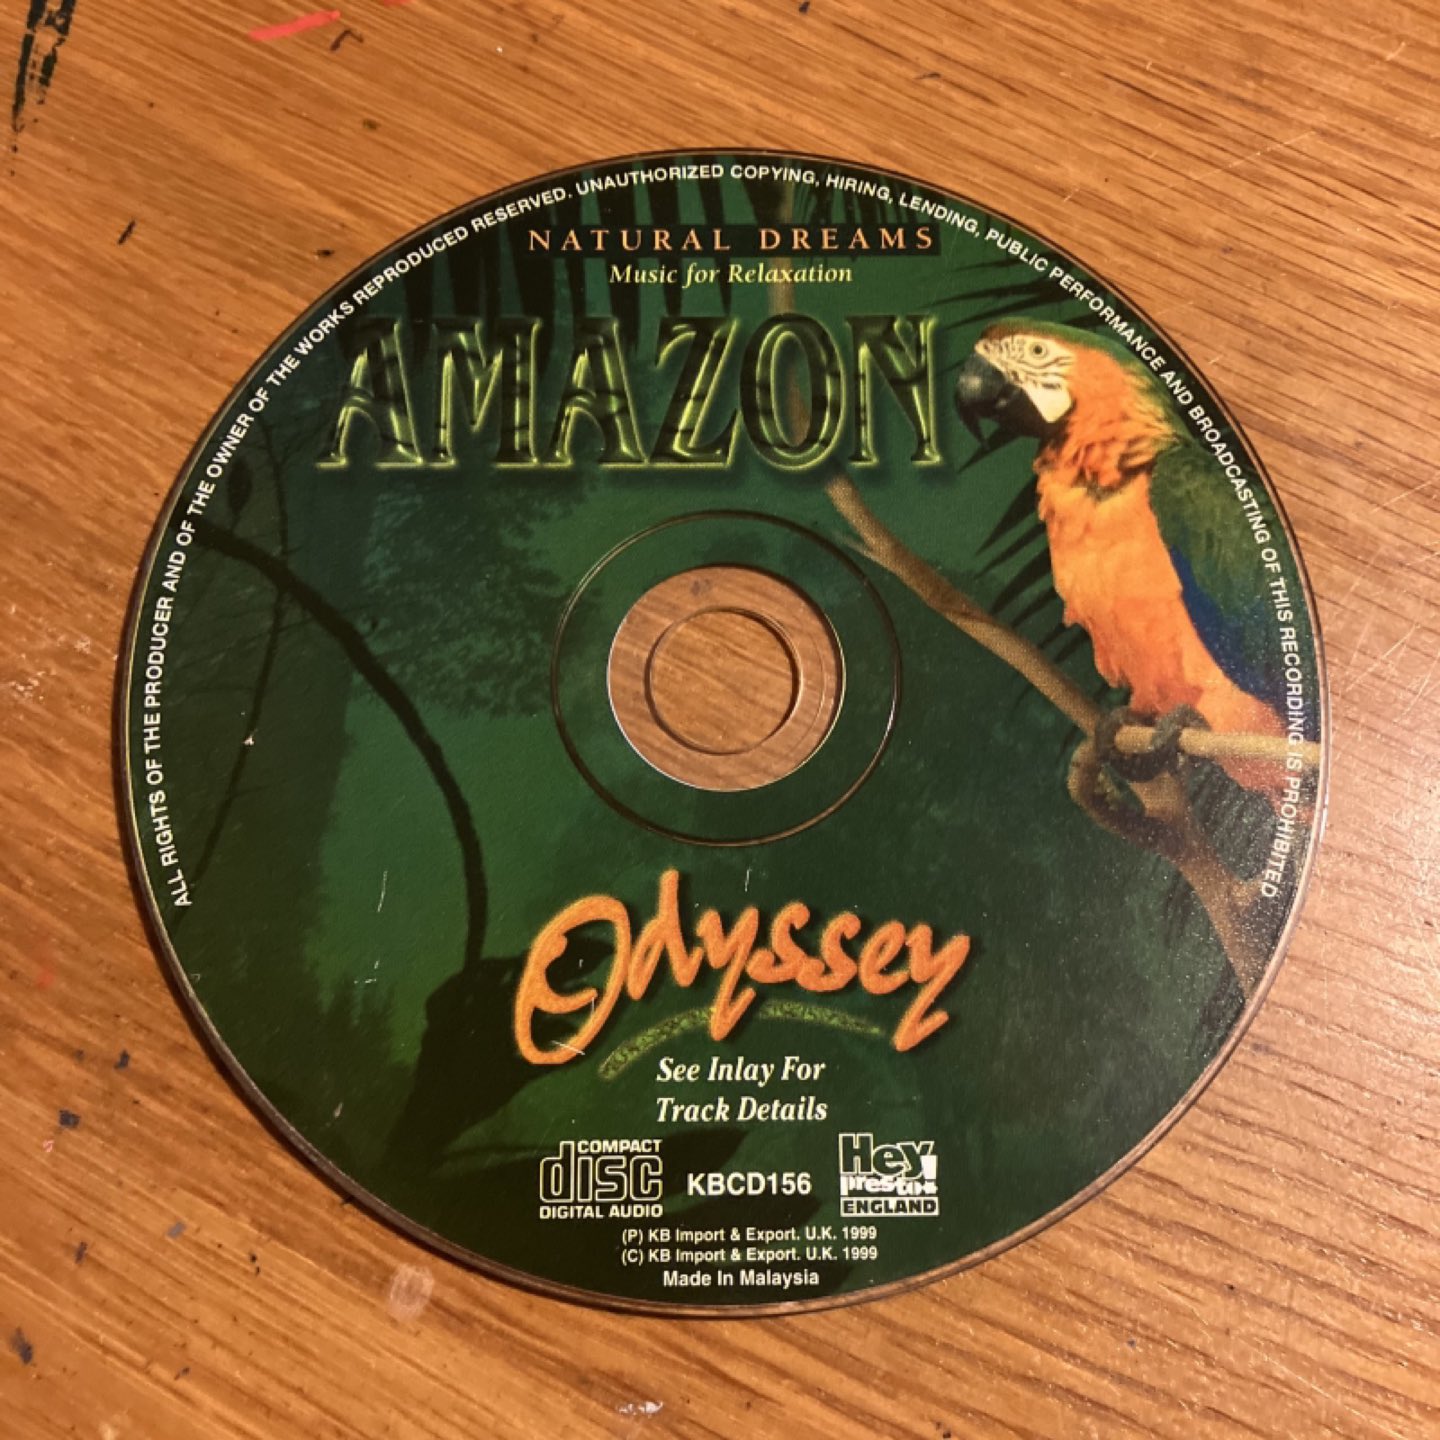 ALL RIGHTS OF THE PRODUCER AND OF THE OWNER OF THE WORKS REPRODUCED RESERVED. UNAUTHORIZED COPYING, HIRING, LENDING, PUBLIC PERFORMANCE AND BROADCASTING OF THIS RECORDING IS PROHIBITED
NATURAL DREAMS
Music for Relaxation
AMAZON
Odyssey
See Inlay For
Track Details
COMPACT
disc
DIGITAL AUDIO
KBCD156
Hey
presto!
ENGLAND
(P) KB Import & Export. U.K. 1999
(C) KB Import & Export. U.K. 1999
Made In Malaysia